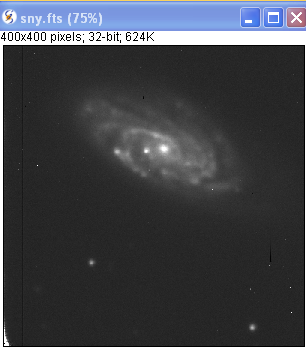 sny.fts (75%)
400x400 pixels; 32-bit; 624K